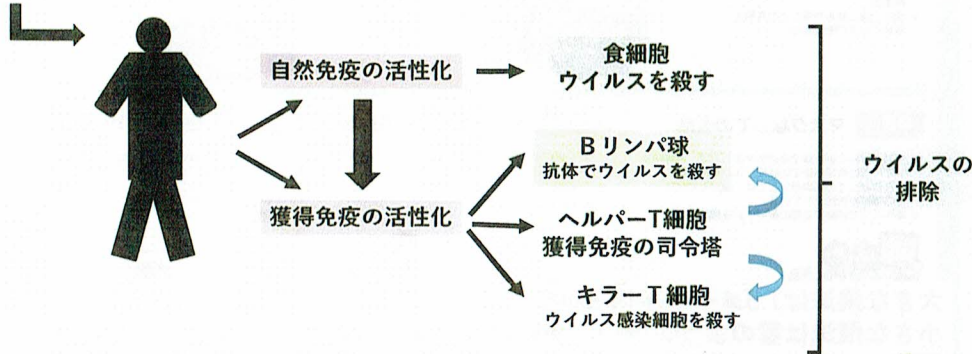 自然免疫の活性化
食細胞
ウイルスを殺す
Bリンパ球
抗体でウイルスを殺す
獲得免疫の活性化
ヘルパーT細胞
獲得免疫の司令塔
キラーT細胞
ウイルス感染細胞を殺す
ウイルスの
排除